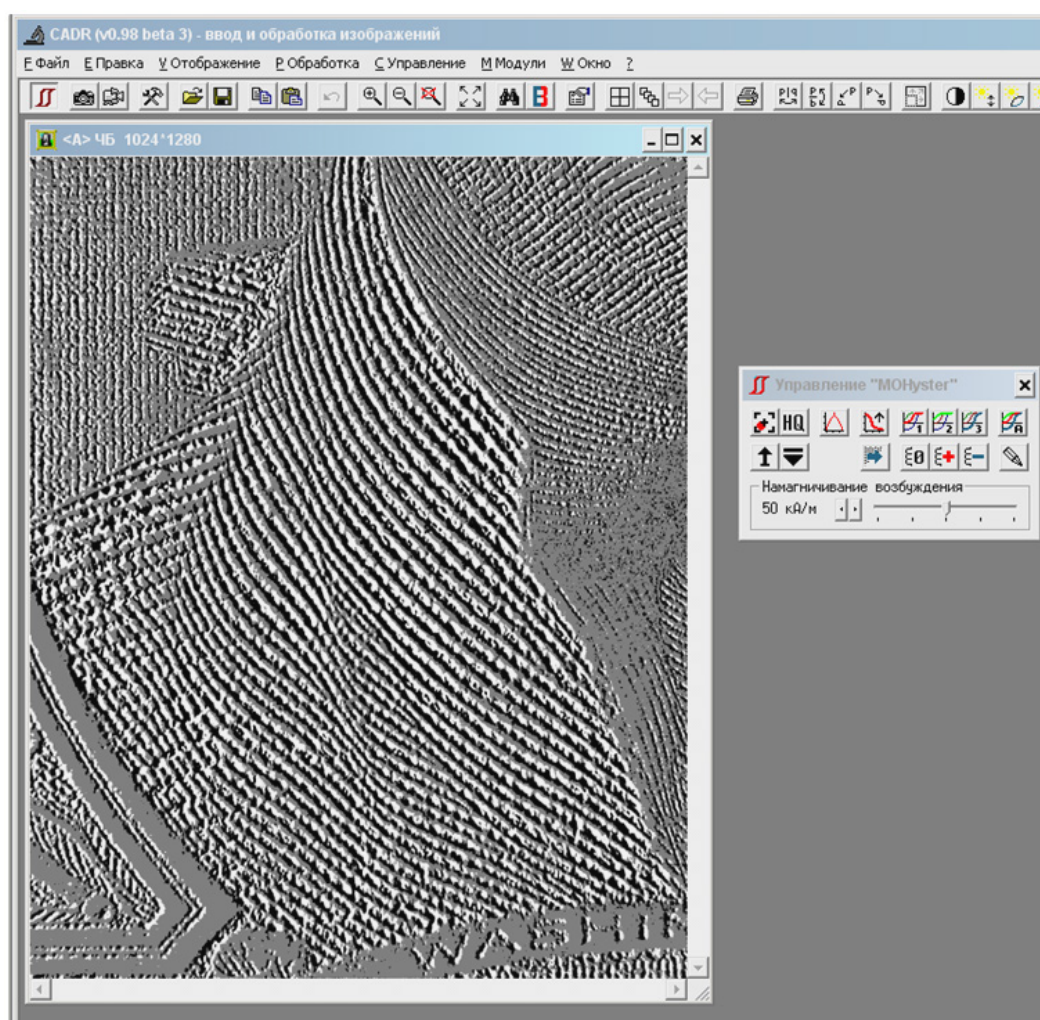 CADR (v0.98 beta 3) - ввод и обработка изображений
F Файл E Правка V Отображение P Обработка C Управление M Модули W Окно ?
<A> ЧБ 1024*1280
Управление "MOHyster"
HQ
Намагничивание возбуждения
50 кА/м
WASHIN